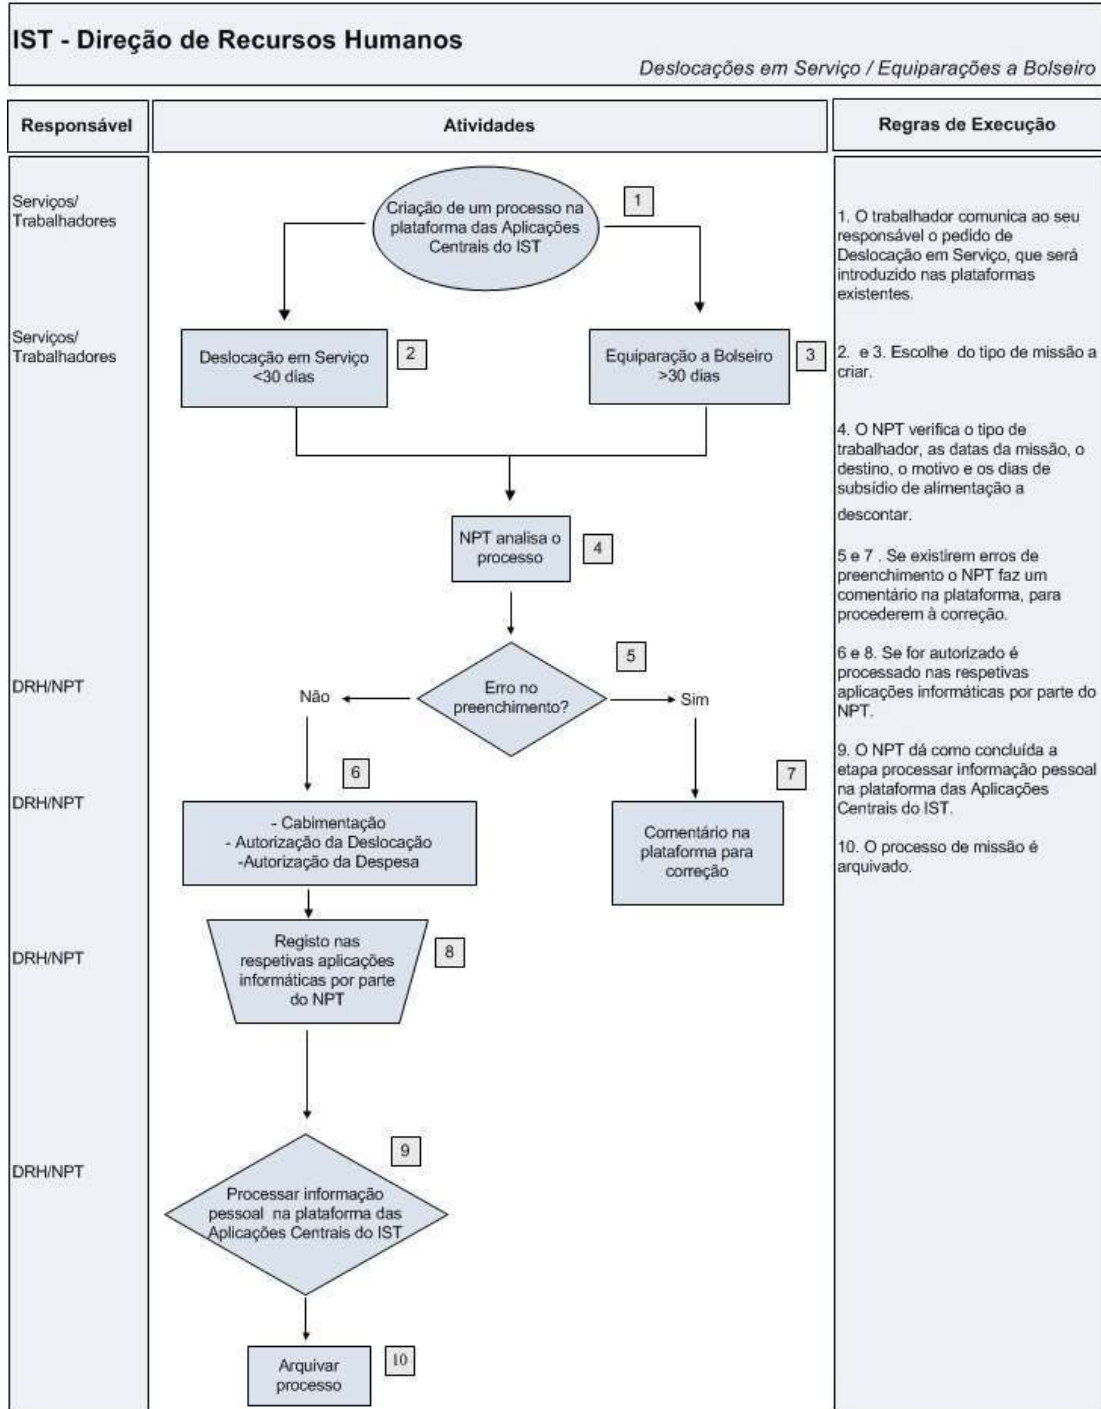 IST - Direção de Recursos Humanos
Deslocações em Serviço / Equiparações a Bolseiro
Responsável
Atividades
Regras de Execução
Serviços/
Trabalhadores
Criação de um processo na
plataforma das Aplicações
Centrais do IST
1
Serviços/
Trabalhadores
Deslocação em Serviço
<30 dias
2
Equiparação a Bolseiro
>30 dias
3
NPT analisa o
processo
4
DRH/NPT
Erro no
preenchimento?
5
Não
Sim
DRH/NPT
6
- Cabimentação
- Autorização da Deslocação
-Autorização da Despesa
7
Comentário na
plataforma para
correção
DRH/NPT
Registo nas
respetivas aplicações
informáticas por parte
do NPT
8
DRH/NPT
9
Processar informação
pessoal na plataforma das
Aplicações Centrais do IST
Arquivar
processo
10
1. O trabalhador comunica ao seu
responsável o pedido de
Deslocação em Serviço, que será
introduzido nas plataformas
existentes.
2. e 3. Escolhe do tipo de missão a
criar.
4. O NPT verifica o tipo de
trabalhador, as datas da missão, o
destino, o motivo e os dias de
subsídio de alimentação a
descontar.
5 e 7 . Se existirem erros de
preenchimento o NPT faz um
comentário na plataforma, para
procederem à correção.
6 e 8. Se for autorizado é
processado nas respetivas
aplicações informáticas por parte do
NPT.
9. O NPT dá como concluída a
etapa processar informação pessoal
na plataforma das Aplicações
Centrais do IST.
10. O processo de missão é
arquivado.